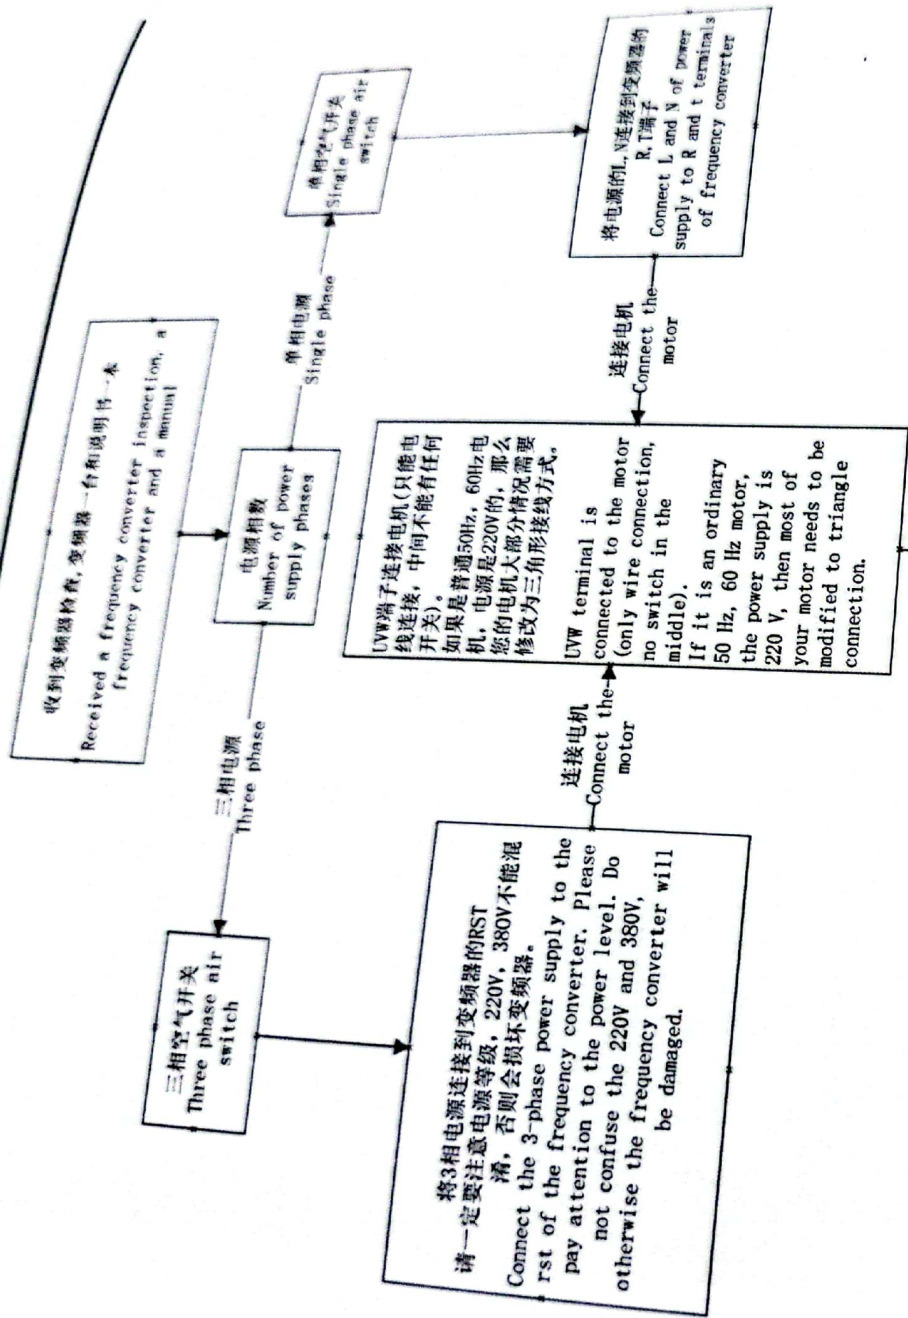 收到变频器检查,变频器一台和说明书一本
Received a frequency converter inspection, a
frequency converter and a manual
电源相数
Number of power
supply phases
三相电源
Three phase
单相电源
Single phase
三相空气开关
Three phase air
switch
单相空气开关
Single phase air
switch
将3相电源连接到变频器的RST
请一定要注意电源等级, 220V, 380V不能混
淆, 否则会损坏变频器。
Connect the 3-phase power supply to the
rst of the frequency converter. Please
pay attention to the power level. Do
not confuse the 220V and 380V,
otherwise the frequency converter will
be damaged.
连接电机
Connect the
motor
UVW端子连接电机(只能电
线连接, 中间不能有任何
开关)。
如果是普通50Hz, 60Hz电
机, 电源是220V的, 那么
您的电机大部分情况需要
修改为三角形接线方式。
UVW terminal is
connected to the motor
(only wire connection,
no switch in the
middle).
If it is an ordinary
50 Hz, 60 Hz motor,
the power supply is
220 V, then most of
your motor needs to be
modified to triangle
connection.
连接电机
Connect the
motor
将电源的L,N连接到变频器的
R,T端子
Connect L and N of power
supply to R and t terminals
of frequency converter